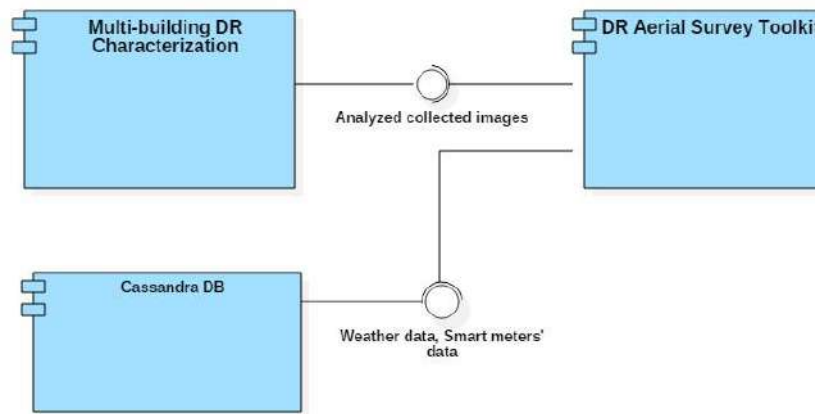 Multi-building DR
Characterization
DR Aerial Survey Toolkit
Analyzed collected images
Cassandra DB
Weather data, Smart meters'
data